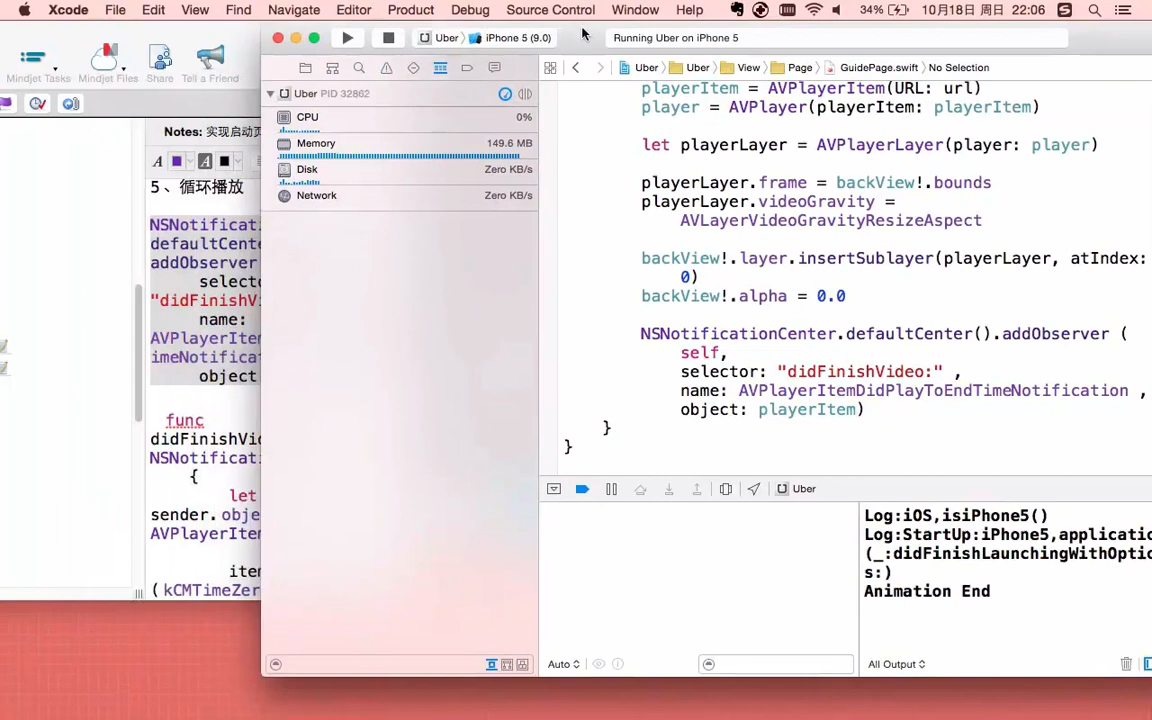 Xcode File Edit View Find Navigate Editor Product Debug Source Control Window Help 34% 10月18日 周日 22:06
Uber iPhone 5 (9.0) Running Uber on iPhone 5
Mindjet Tasks Mindjet Files Share Tell a Friend
Uber Uber View Page GuidePage.swift No Selection
Notes: 实现启动页
5、循环播放
NSNotificati
defaultCente
addObserver
selecto
"didFinishVi
name:
AVPlayerIte
imeNotificat
object
func
didFinishVid
NSNotificati
{
let
sender.obje
AVPlayerIte
item
(kCMTimeZer
Uber PID 32862
CPU 0%
Memory 149.6 MB
Disk Zero KB/s
Network Zero KB/s
playerItem = AVPlayerItem(URL: url)
player = AVPlayer(playerItem: playerItem)
let playerLayer = AVPlayerLayer(player: player)
playerLayer.frame = backView!.bounds
playerLayer.videoGravity =
AVLayerVideoGravityResizeAspect
backView!.layer.insertSublayer(playerLayer, atIndex:
0)
backView!.alpha = 0.0
NSNotificationCenter.defaultCenter().addObserver (
self,
selector: "didFinishVideo:" ,
name: AVPlayerItemDidPlayToEndTimeNotification ,
object: playerItem)
}
}
Uber
Log:iOS,isiPhone5()
Log:StartUp:iPhone5,applicatio
(_:didFinishLaunchingWithOptio
s:)
Animation End
Auto All Output